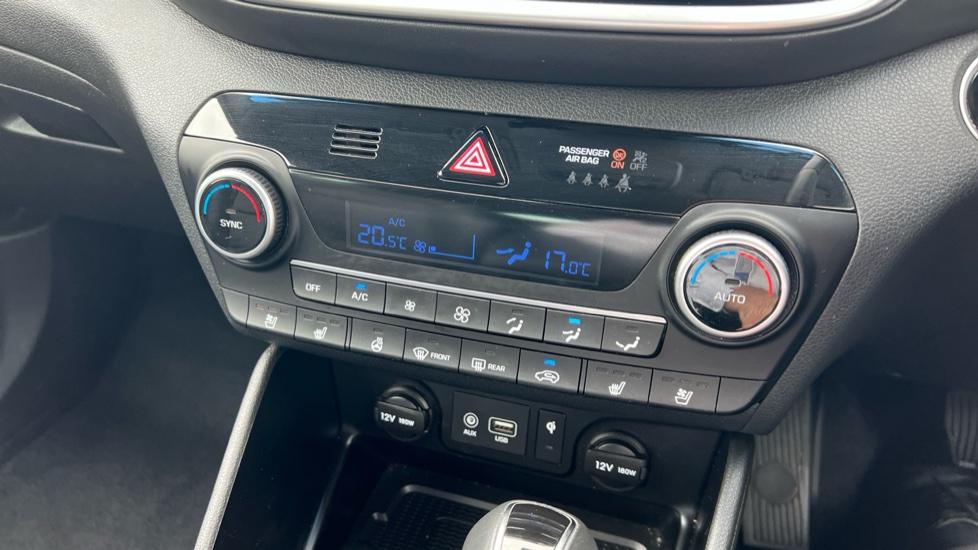 PASSENGER
AIR BAG
ON
OFF
SYNC
A/C
20.5°C
17.0°C
AUTO
OFF
A/C
FRONT
REAR
12V 180W
AUX
USB
12V 180W